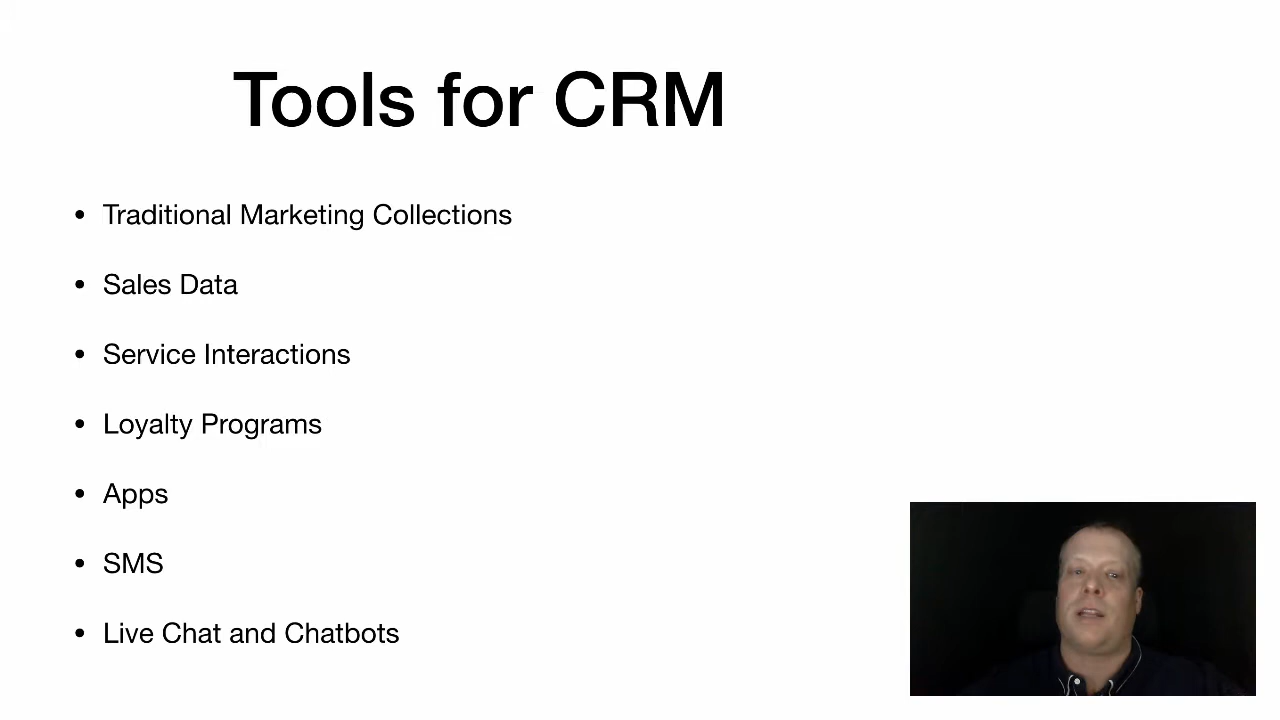 Tools for CRM
• Traditional Marketing Collections
• Sales Data
• Service Interactions
• Loyalty Programs
• Apps
• SMS
• Live Chat and Chatbots